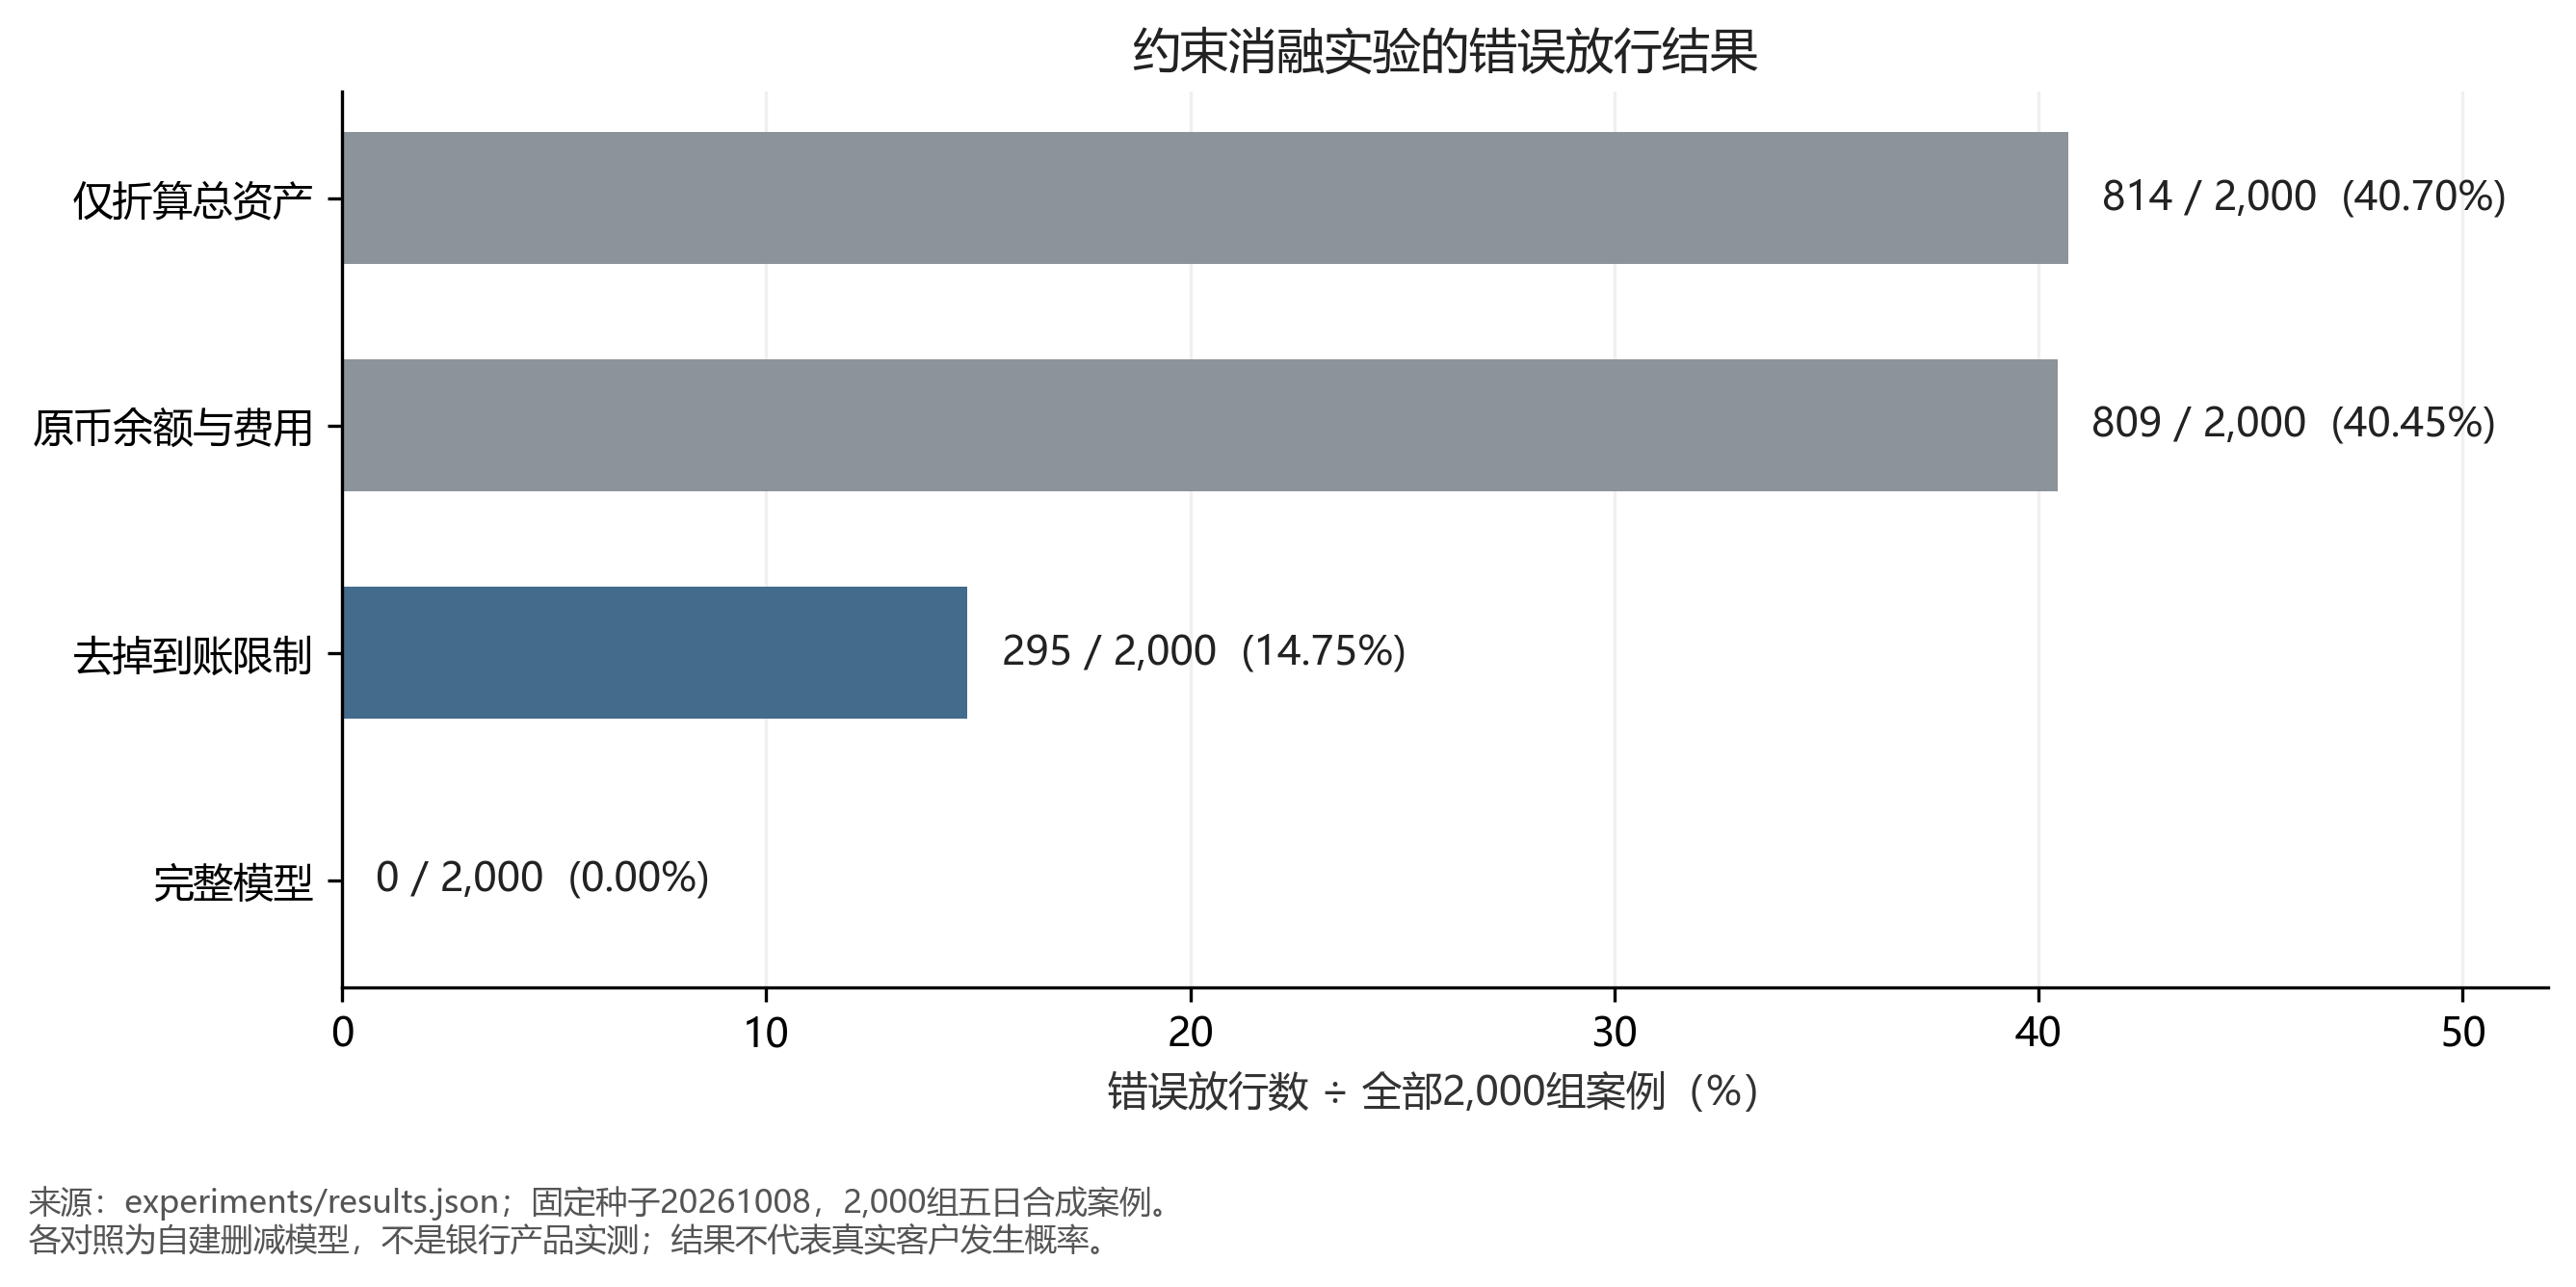 约束消融实验的错误放行结果
仅折算总资产
814 / 2,000  (40.70%)
原币余额与费用
809 / 2,000  (40.45%)
去掉到账限制
295 / 2,000  (14.75%)
完整模型
0 / 2,000  (0.00%)
0 10 20 30 40 50
错误放行数 ÷ 全部2,000组案例（%）
来源：experiments/results.json；固定种子20261008，2,000组五日合成案例。
各对照为自建删减模型，不是银行产品实测；结果不代表真实客户发生概率。